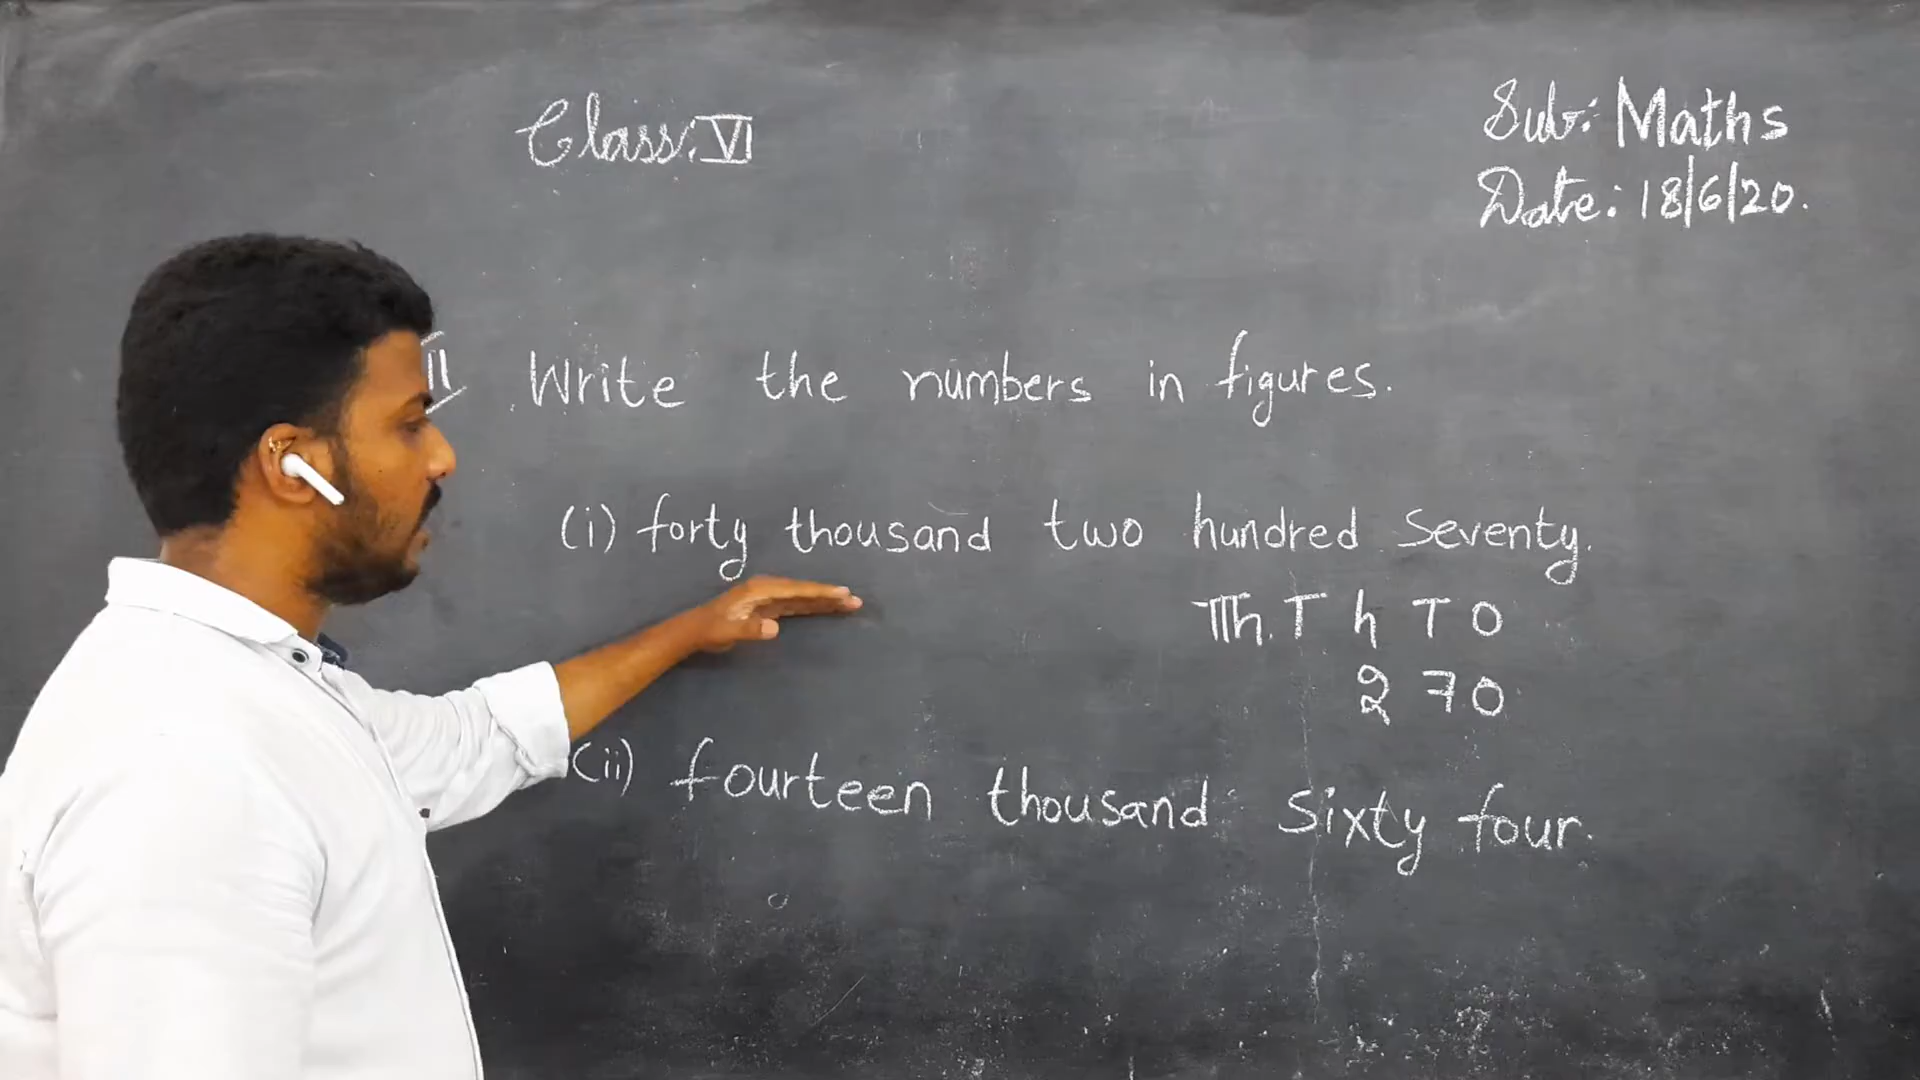 Class: VI
Sub: Maths
Date: 18/6/20.
II Write the numbers in figures.
(i) forty thousand two hundred seventy.
TTh. T h T O
2 7 0
(ii) fourteen thousand sixty four.